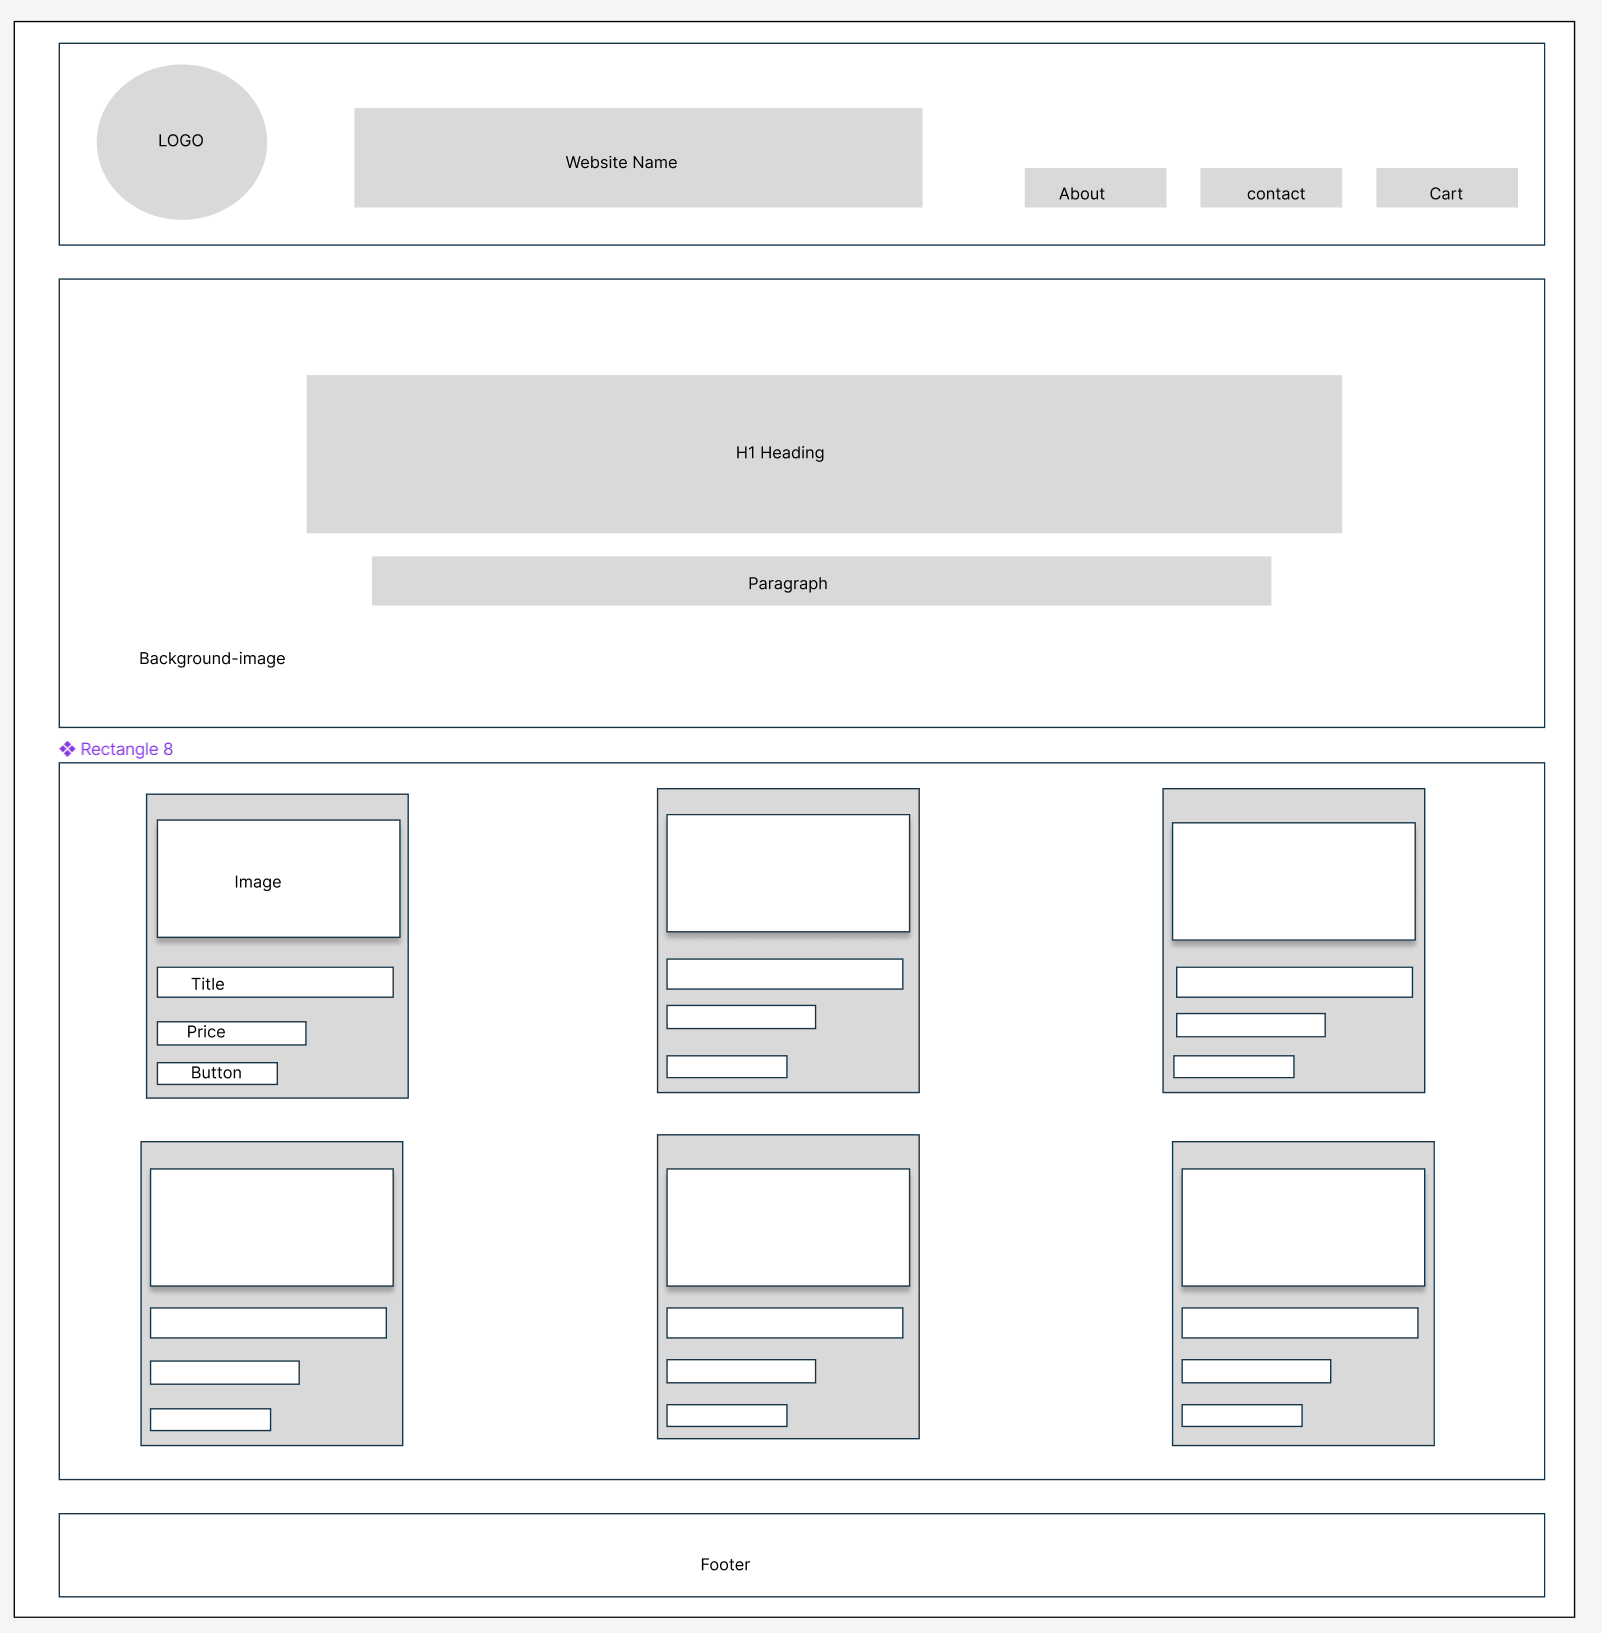 LOGO
Website Name
About
contact
Cart
H1 Heading
Paragraph
Background-image
Rectangle 8
Image
Title
Price
Button
Footer